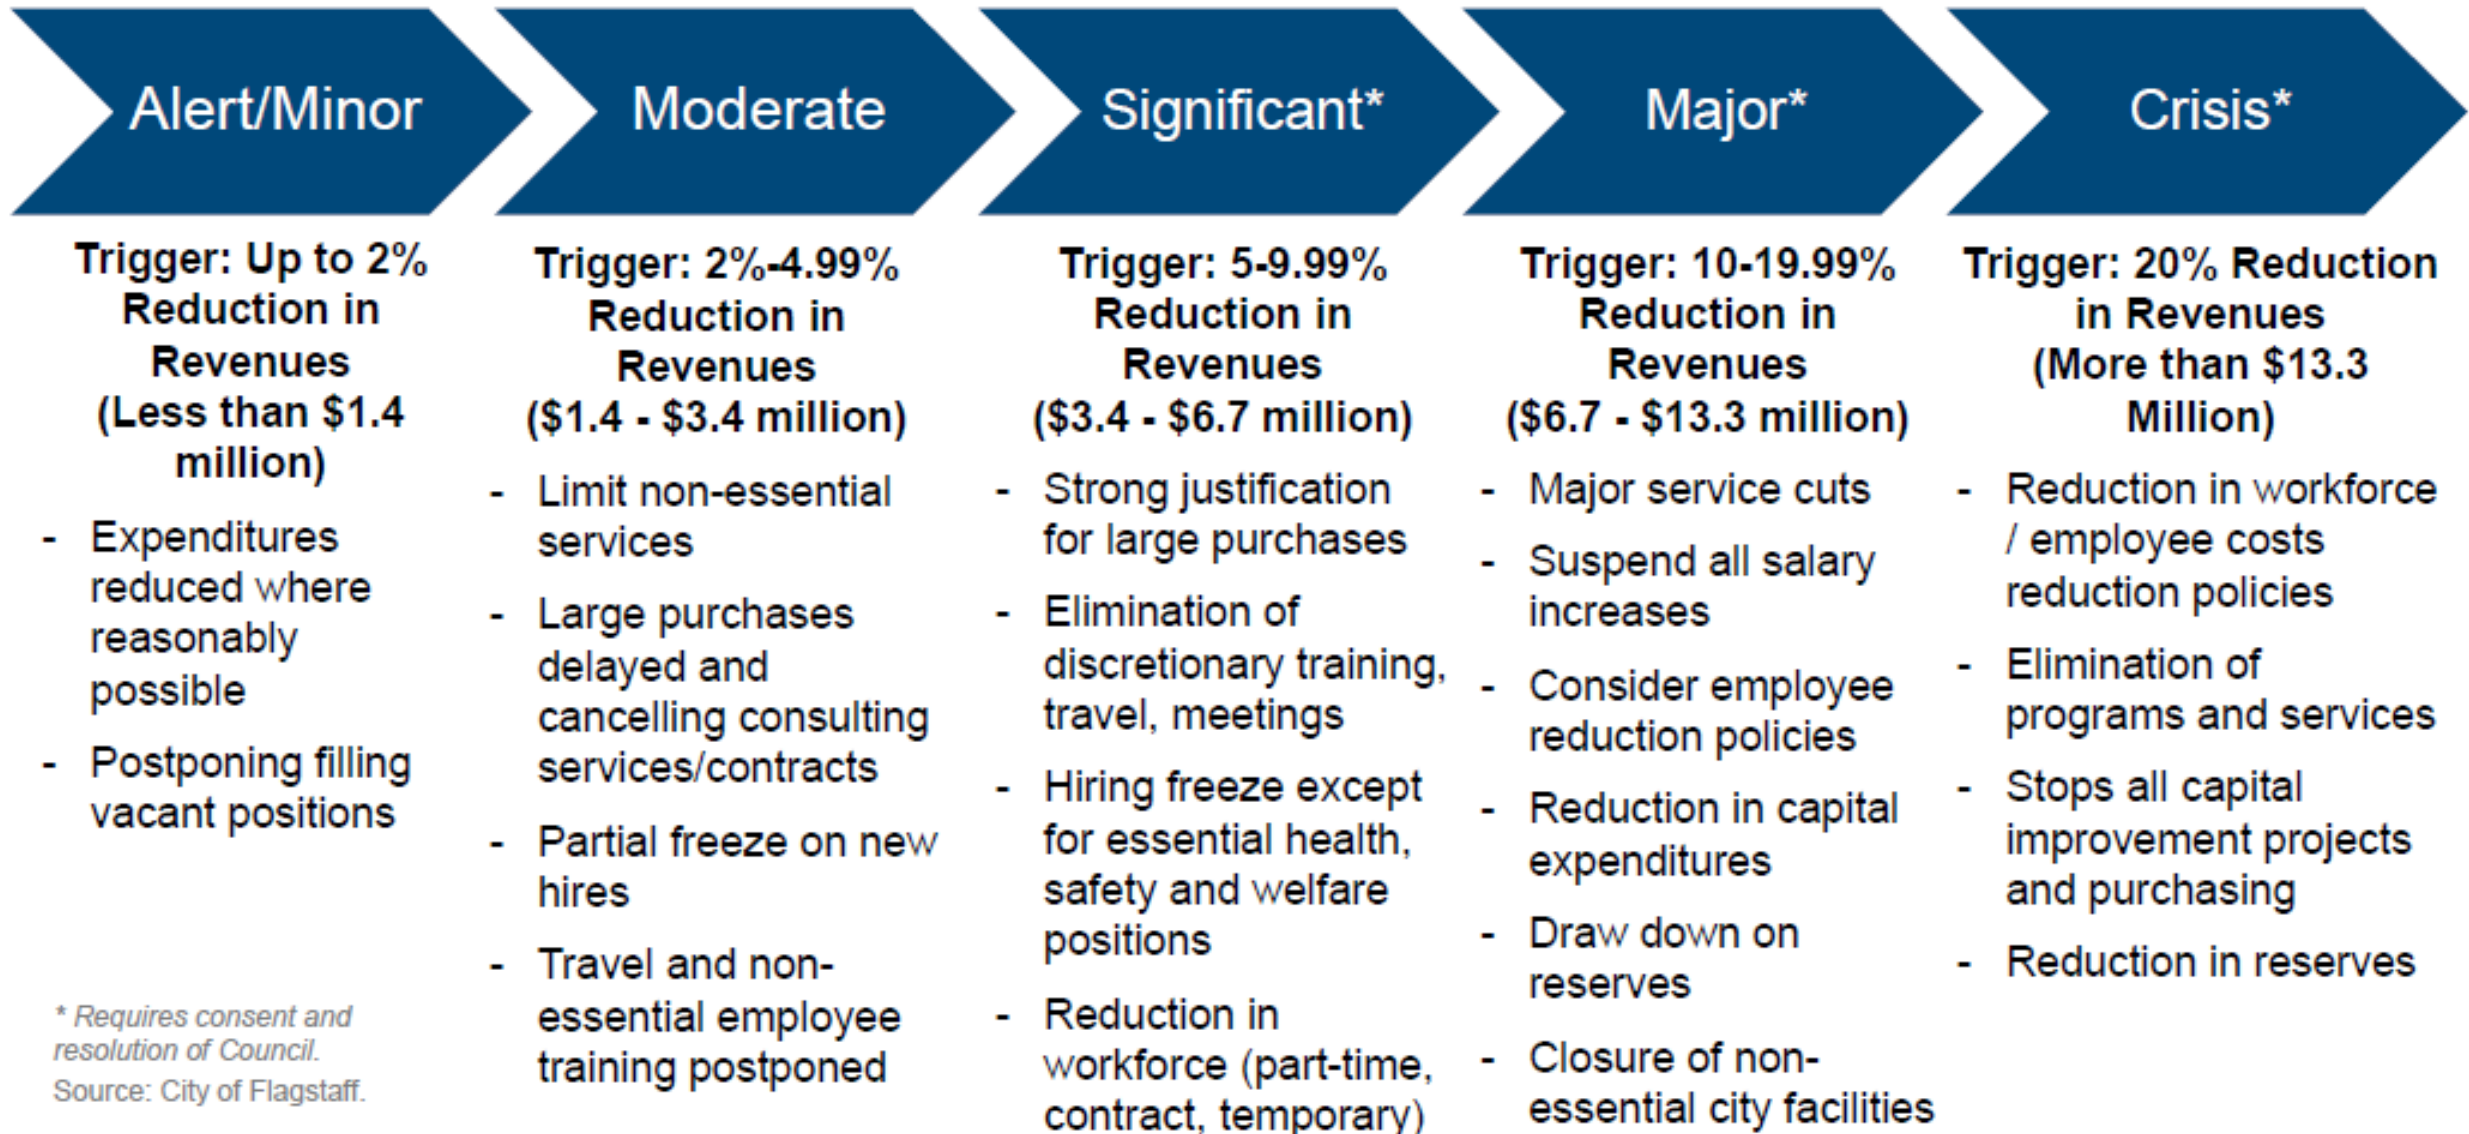 Alert/Minor
Moderate
Significant*
Major*
Crisis*
Trigger: Up to 2%
Reduction in
Revenues
(Less than $1.4
million)
- Expenditures
reduced where
reasonably
possible
- Postponing filling
vacant positions
* Requires consent and
resolution of Council.
Source: City of Flagstaff.
Trigger: 2%-4.99%
Reduction in
Revenues
($1.4 - $3.4 million)
- Limit non-essential
services
- Large purchases
delayed and
cancelling consulting
services/contracts
- Partial freeze on new
hires
- Travel and non-
essential employee
training postponed
Trigger: 5-9.99%
Reduction in
Revenues
($3.4 - $6.7 million)
- Strong justification
for large purchases
- Elimination of
discretionary training,
travel, meetings
- Hiring freeze except
for essential health,
safety and welfare
positions
- Reduction in
workforce (part-time,
contract, temporary)
Trigger: 10-19.99%
Reduction in
Revenues
($6.7 - $13.3 million)
- Major service cuts
- Suspend all salary
increases
- Consider employee
reduction policies
- Reduction in capital
expenditures
- Draw down on
reserves
- Closure of non-
essential city facilities
Trigger: 20% Reduction
in Revenues
(More than $13.3
Million)
- Reduction in workforce
/ employee costs
reduction policies
- Elimination of
programs and services
- Stops all capital
improvement projects
and purchasing
- Reduction in reserves